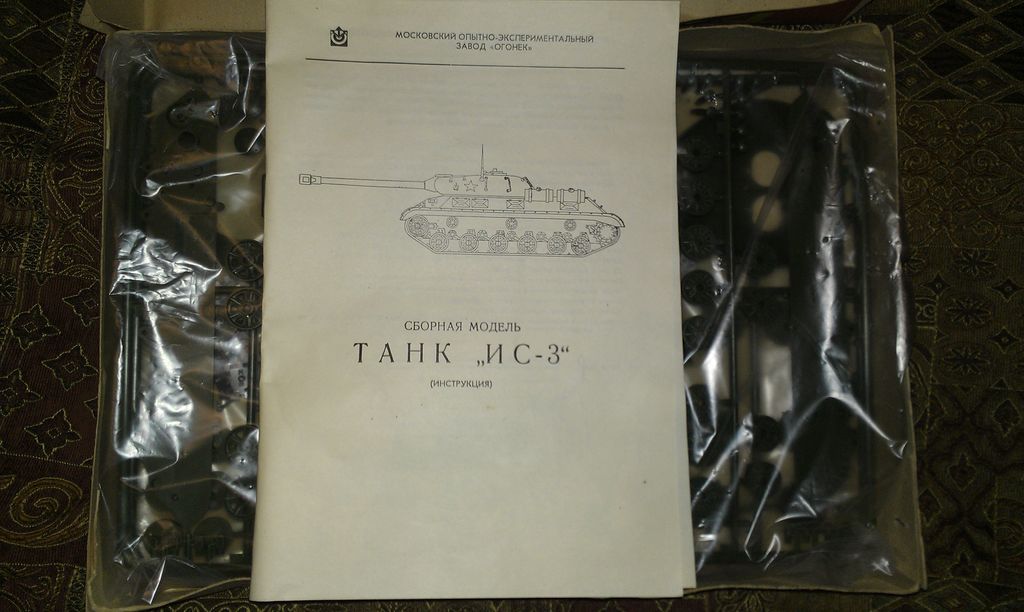 МОСКОВСКИЙ ОПЫТНО-ЭКСПЕРИМЕНТАЛЬНЫЙ
ЗАВОД «ОГОНЕК»
СБОРНАЯ МОДЕЛЬ
ТАНК „ИС-3“
(ИНСТРУКЦИЯ)